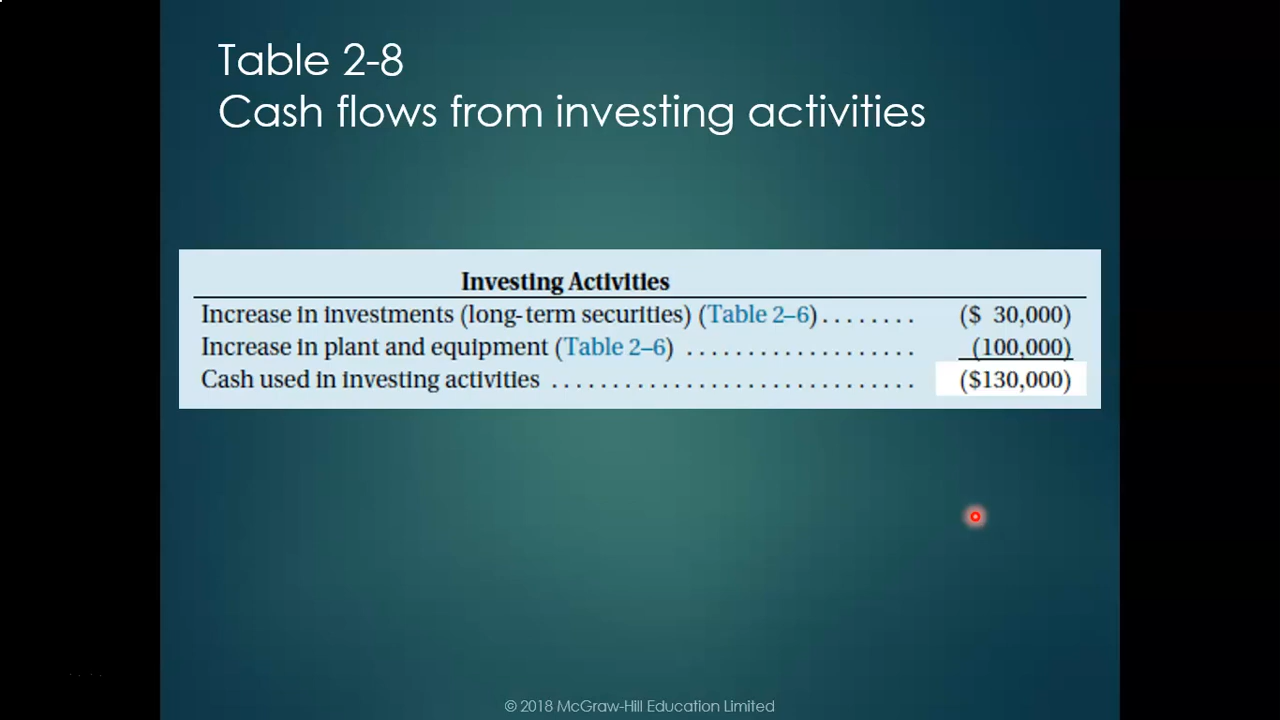 Table 2-8
Cash flows from investing activities
Investing Activities
Increase in investments (long-term securities) (Table 2–6) . . . . . . . . ($ 30,000)
Increase in plant and equipment (Table 2–6) . . . . . . . . . . . . . . . . . . . (100,000)
Cash used in investing activities . . . . . . . . . . . . . . . . . . . . . . . . . . . . . . ($130,000)
© 2018 McGraw-Hill Education Limited